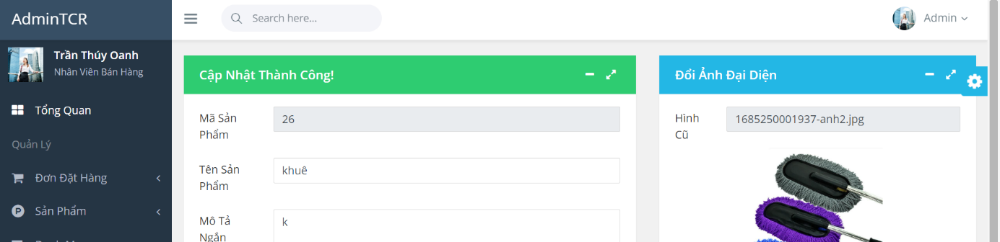 AdminTCR
Search here...
Admin
Trần Thúy Oanh
Nhân Viên Bán Hàng
Tổng Quan
Quản Lý
Đơn Đặt Hàng
Sản Phẩm
Cập Nhật Thành Công!
Mã Sản
Phẩm
26
Tên Sản
Phẩm
khuê
Mô Tả
Ngắn
k
Đổi Ảnh Đại Diện
Hình
Cũ
1685250001937-anh2.jpg